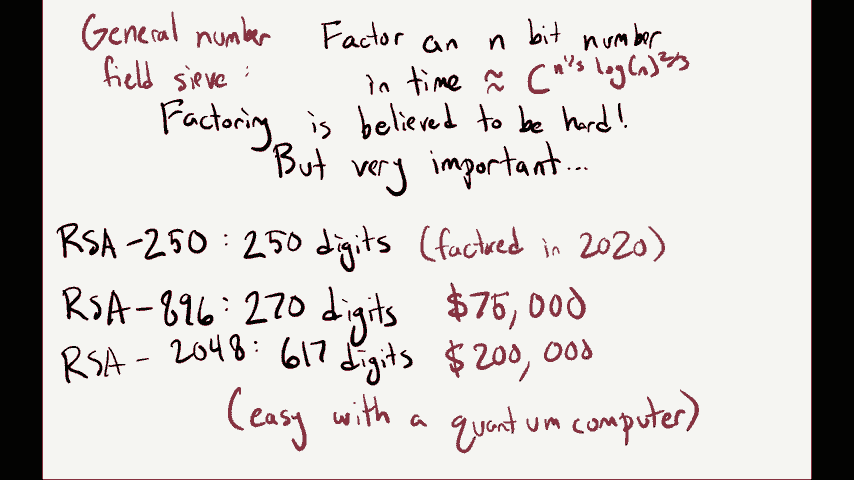 General number Factor an n bit number
field sieve: in time ≈ C^(n^(1/3) log(n)^(2/3))
Factoring is believed to be hard!
But very important...
RSA-250: 250 digits (factored in 2020)
RSA-896: 270 digits $75,000
RSA-2048: 617 digits $200,000
(easy with a quantum computer)